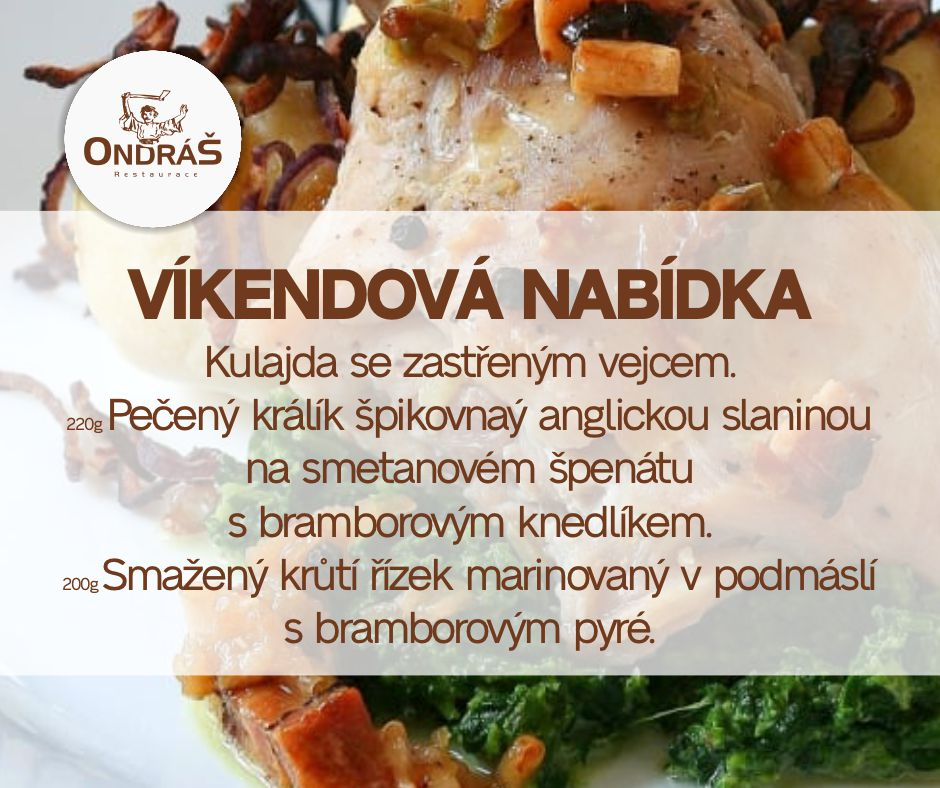 ONDRÁŠ
Restaurace
VÍKENDOVÁ NABÍDKA
Kulajda se zastřeným vejcem.
220g Pečený králík špikovnaý anglickou slaninou
na smetanovém špenátu
s bramborovým knedlíkem.
200g Smažený krůtí řízek marinovaný v podmáslí
s bramborovým pyré.